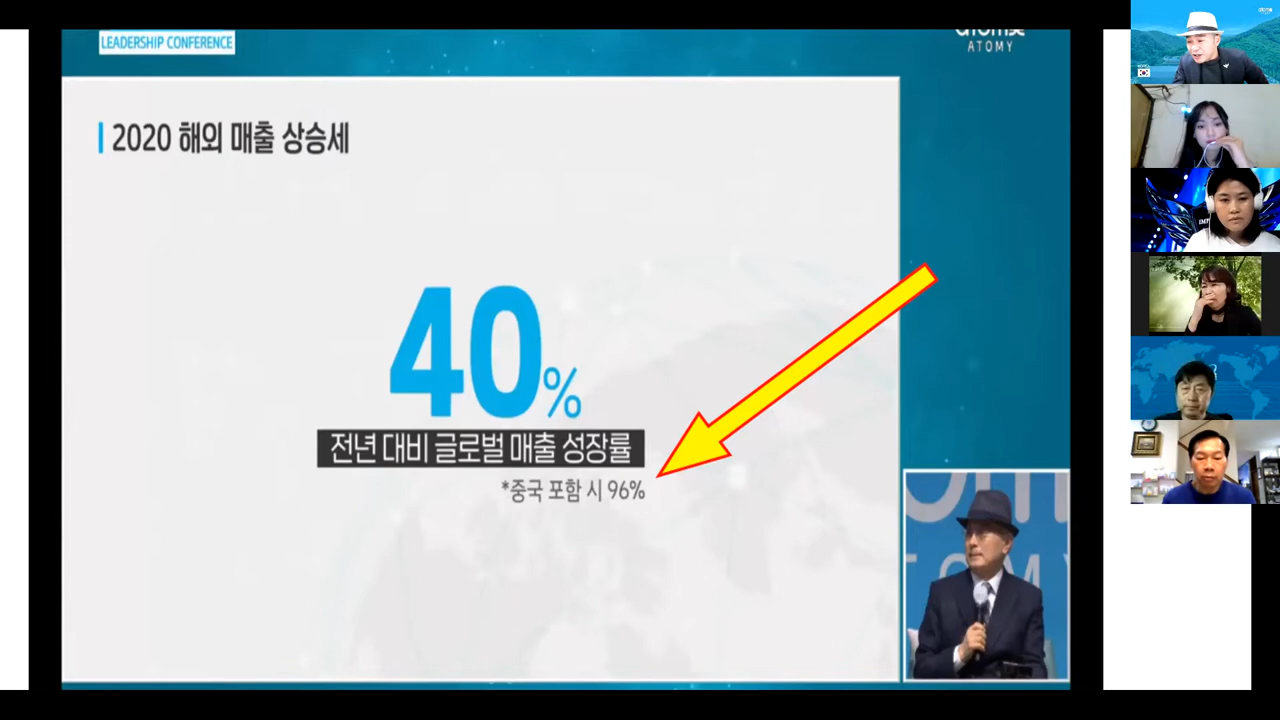 LEADERSHIP CONFERENCE
atomy
ATOMY
2020 해외 매출 상승세
40%
전년 대비 글로벌 매출 성장률
*중국 포함 시 96%